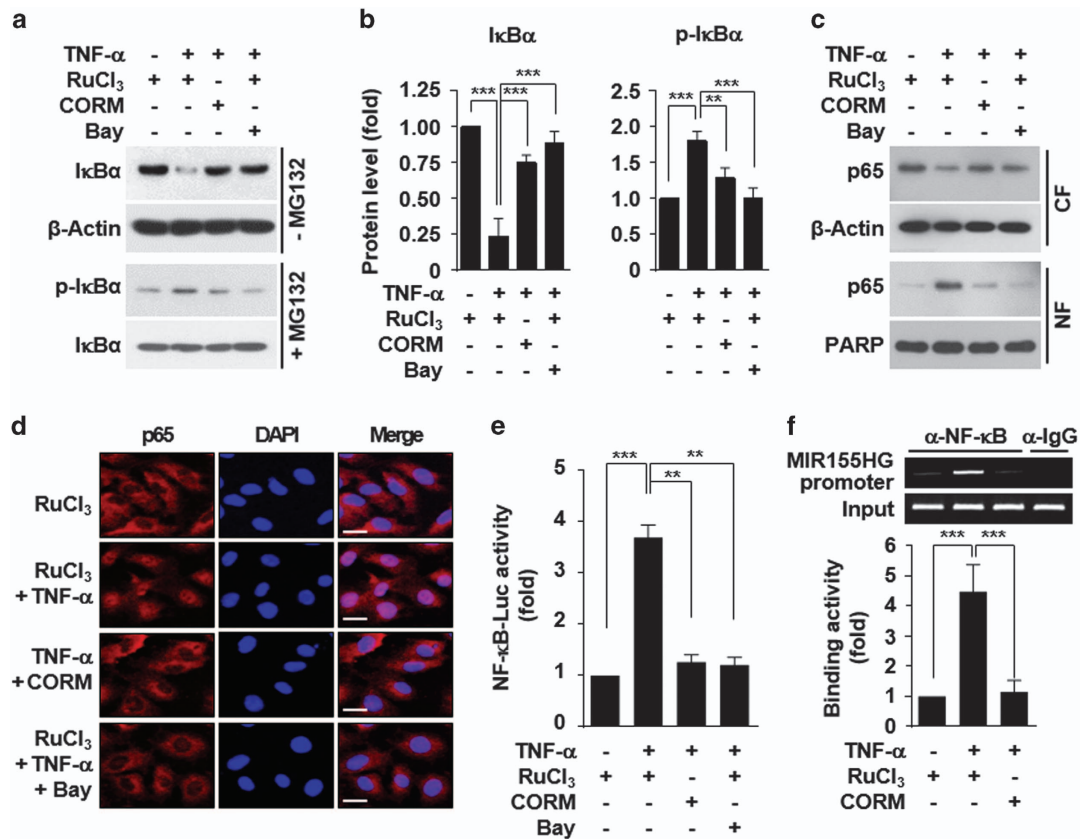 a
TNF-α - + + +
RuCl3 + + - +
CORM - - + -
Bay - - - +
IκBα
β-Actin
- MG132
p-IκBα
IκBα
+ MG132
b
IκBα
p-IκBα
Protein level (fold)
1.25
1.00
0.75
0.50
0.25
0
*** *** ***
2.5
2.0
1.5
1.0
0.5
0
*** ** ***
TNF-α - + + + - + + +
RuCl3 + + - + + + - +
CORM - - + - - - + -
Bay - - - + - - - +
c
TNF-α - + + +
RuCl3 + + - +
CORM - - + -
Bay - - - +
p65
β-Actin
CF
p65
PARP
NF
d
p65 DAPI Merge
RuCl3
RuCl3
+ TNF-α
TNF-α
+ CORM
RuCl3
+ TNF-α
+ Bay
e
NF-κB-Luc activity
(fold)
5
4
3
2
1
0
*** ** **
TNF-α - + + +
RuCl3 + + - +
CORM - - + -
Bay - - - +
f
α-NF-κB α-IgG
MIR155HG
promoter
Input
Binding activity
(fold)
6
5
4
3
2
1
0
*** ***
TNF-α - + +
RuCl3 + + -
CORM - - +